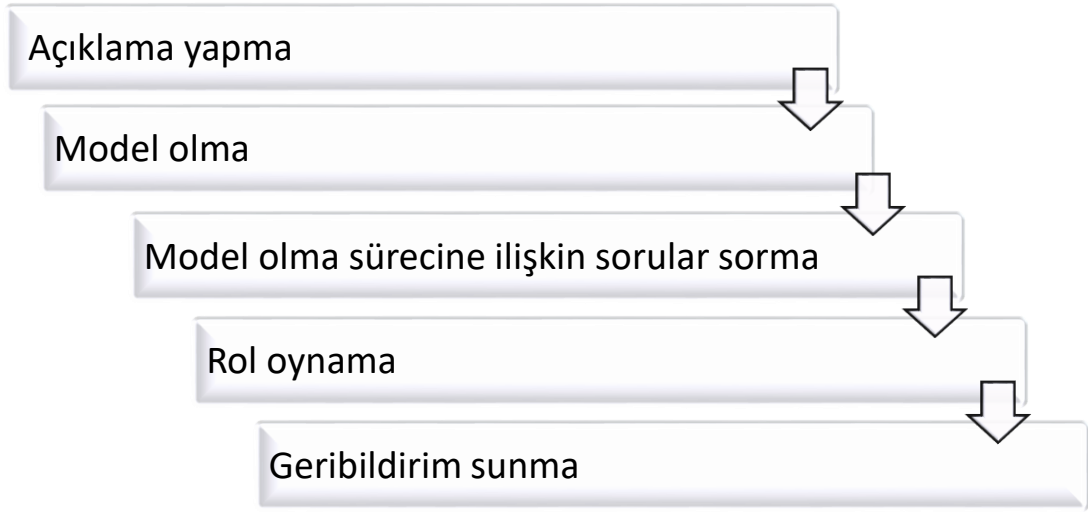 Açıklama yapma
Model olma
Model olma sürecine ilişkin sorular sorma
Rol oynama
Geribildirim sunma